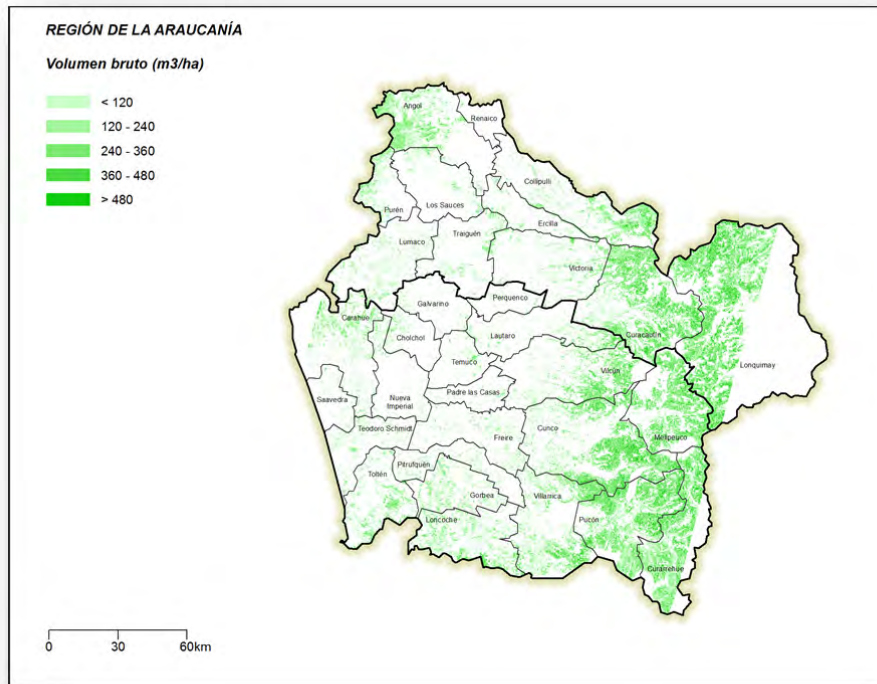 REGIÓN DE LA ARAUCANÍA
Volumen bruto (m3/ha)
< 120
120 - 240
240 - 360
360 - 480
> 480
Angol
Renaico
Collipulli
Los Sauces
Purén
Ercilla
Traiguén
Lumaco
Victoria
Galvarino
Perquenco
Carahue
Curacautín
Cholchol
Lautaro
Temuco
Lonquimay
Vilcún
Padre las Casas
Saavedra
Nueva
Imperial
Teodoro Schmidt
Cunco
Freire
Melipeuco
Pitrufquén
Toltén
Gorbea
Villarrica
Loncoche
Pucón
Curarrehue
0 30 60km